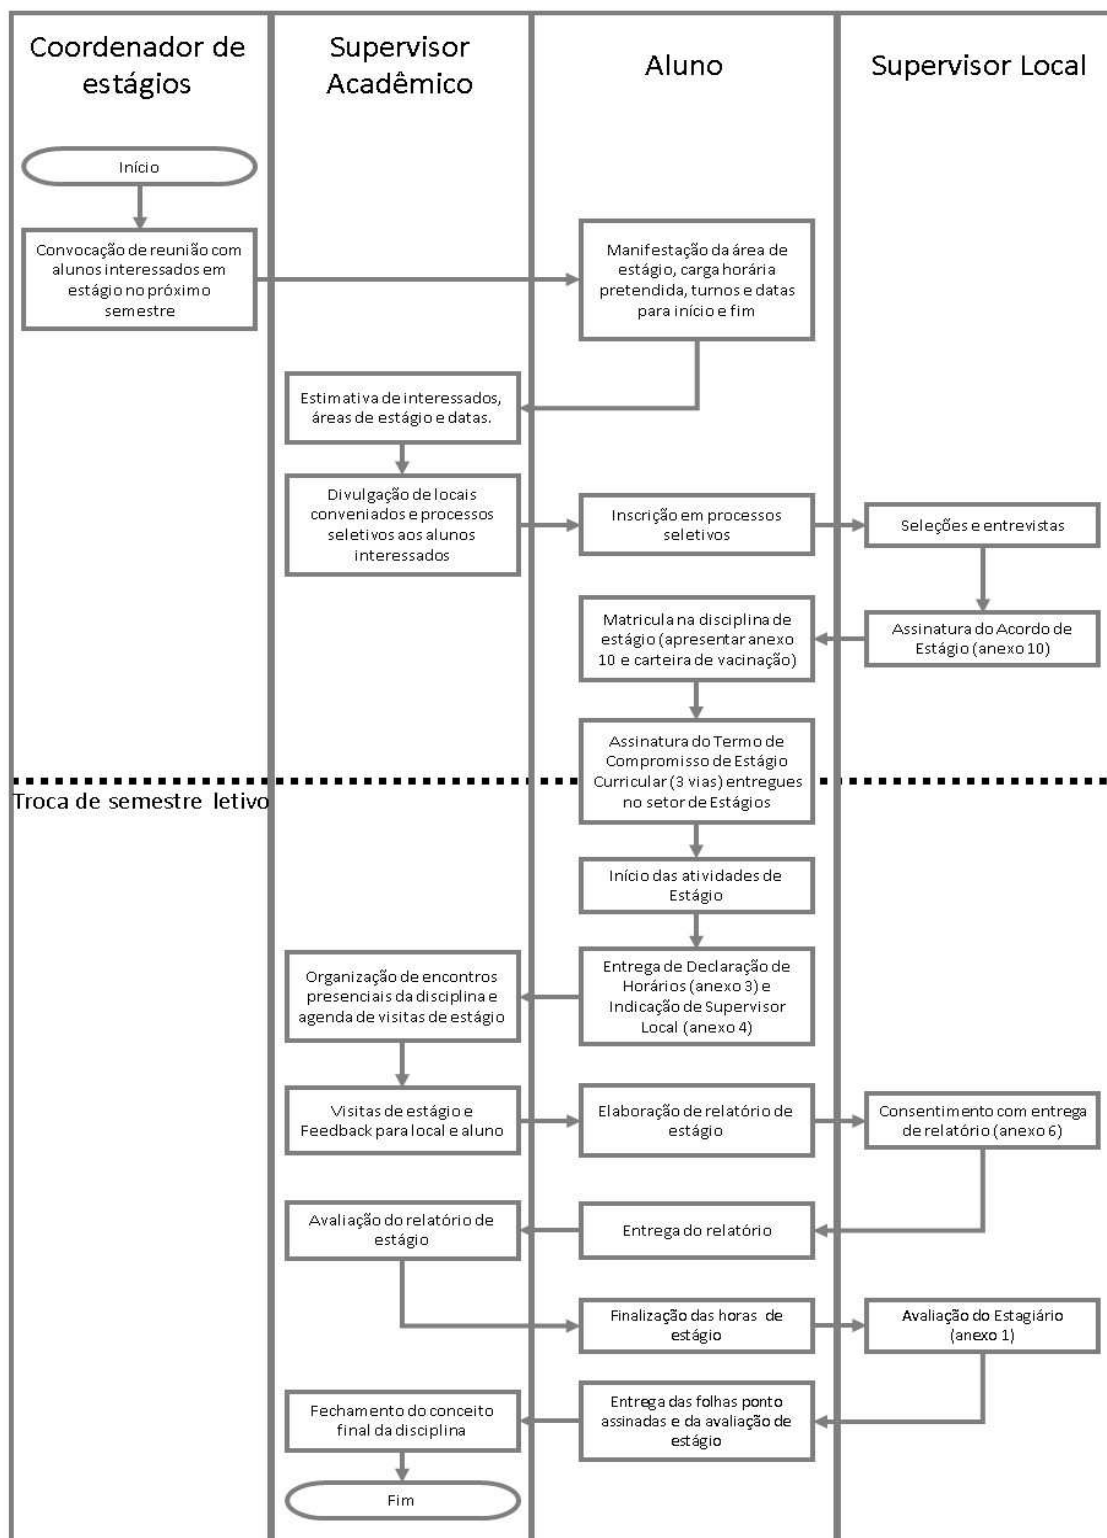 Coordenador de
estágios
Supervisor
Acadêmico
Aluno
Supervisor Local
Início
Convocação de reunião com
alunos interessados em
estágio no próximo
semestre
Manifestação da área de
estágio, carga horária
pretendida, turnos e datas
para início e fim
Estimativa de interessados,
áreas de estágio e datas.
Divulgação de locais
conveniados e processos
seletivos aos alunos
interessados
Inscrição em processos
seletivos
Seleções e entrevistas
Assinatura do Acordo de
Estágio (anexo 10)
Matricula na disciplina de
estágio (apresentar anexo
10 e carteira de vacinação)
Assinatura do Termo de
Compromisso de Estágio
Curricular (3 vias) entregues
no setor de Estágios
Troca de semestre letivo
Início das atividades de
Estágio
Entrega de Declaração de
Horários (anexo 3) e
Indicação de Supervisor
Local (anexo 4)
Organização de encontros
presenciais da disciplina e
agenda de visitas de estágio
Visitas de estágio e
Feedback para local e aluno
Elaboração de relatório de
estágio
Consentimento com entrega
de relatório (anexo 6)
Entrega do relatório
Avaliação do relatório de
estágio
Finalização das horas de
estágio
Avaliação do Estagiário
(anexo 1)
Entrega das folhas ponto
assinadas e da avaliação de
estágio
Fechamento do conceito
final da disciplina
Fim